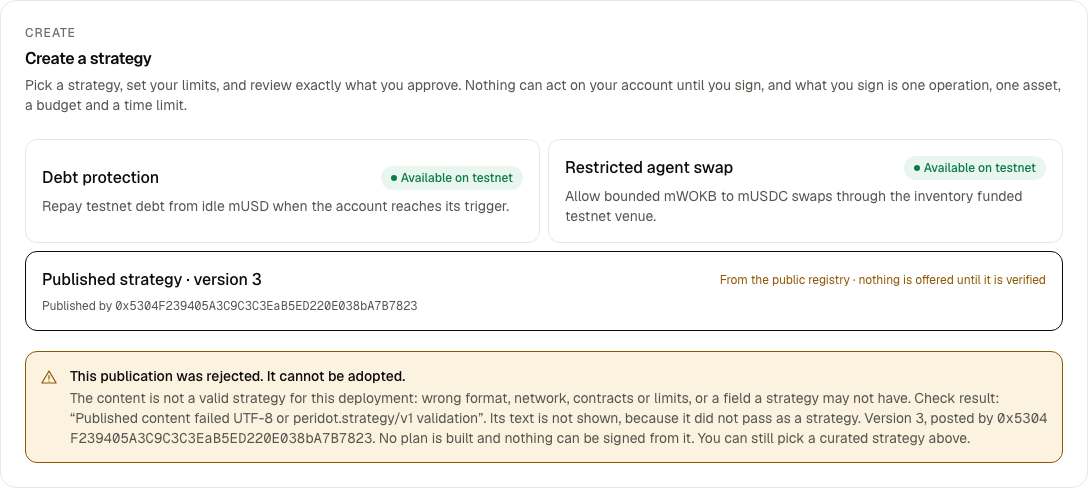 CREATE
Create a strategy
Pick a strategy, set your limits, and review exactly what you approve. Nothing can act on your account until you sign, and what you sign is one operation, one asset,
a budget and a time limit.
Debt protection
Available on testnet
Repay testnet debt from idle mUSD when the account reaches its trigger.
Restricted agent swap
Available on testnet
Allow bounded mWOKB to mUSDC swaps through the inventory funded
testnet venue.
Published strategy · version 3
From the public registry · nothing is offered until it is verified
Published by 0x5304F239405A3C9C3C3EaB5ED220E038bA7B7823
This publication was rejected. It cannot be adopted.
The content is not a valid strategy for this deployment: wrong format, network, contracts or limits, or a field a strategy may not have. Check result:
“Published content failed UTF-8 or peridot.strategy/v1 validation”. Its text is not shown, because it did not pass as a strategy. Version 3, posted by 0x5304
F239405A3C9C3C3EaB5ED220E038bA7B7823. No plan is built and nothing can be signed from it. You can still pick a curated strategy above.